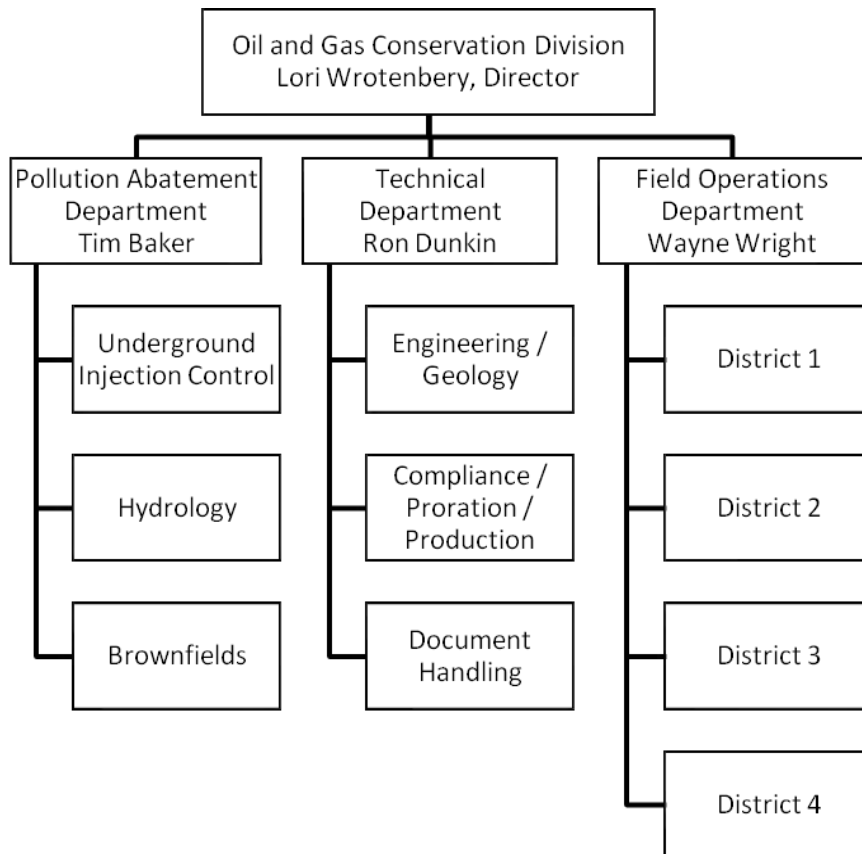 Oil and Gas Conservation Division
Lori Wrotenbery, Director
Pollution Abatement
Department
Tim Baker
Technical
Department
Ron Dunkin
Field Operations
Department
Wayne Wright
Underground
Injection Control
Engineering /
Geology
District 1
Hydrology
Compliance /
Proration /
Production
District 2
Brownfields
Document
Handling
District 3
District 4